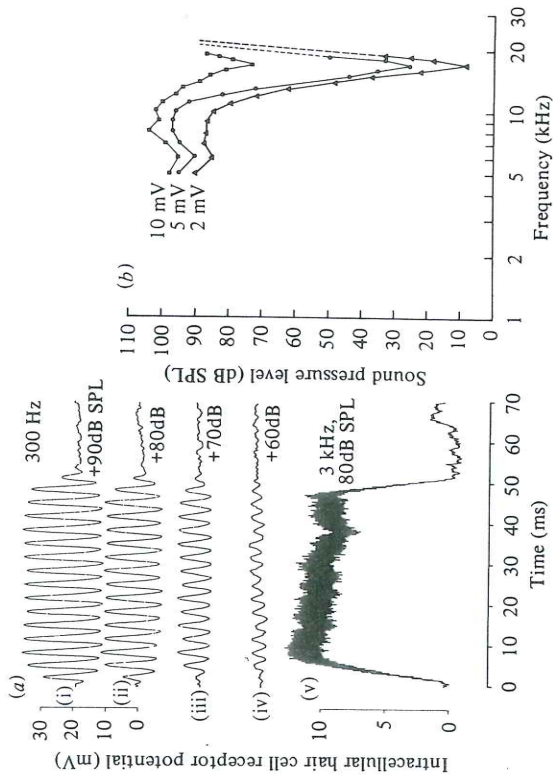 (a)
300 Hz
Intracellular hair cell receptor potential (mV)
30
20
10
0
(i)
+90dB SPL
(ii)
+80dB
(iii)
+70dB
(iv)
+60dB
(v)
3 kHz,
80dB SPL
10
0
0 10 20 30 40 50 60 70
Time (ms)
(b)
Sound pressure level (dB SPL)
110
100
90
80
70
60
50
40
30
20
10
0
10 mV
5 mV
2 mV
1 2 5 10 20 30
Frequency (kHz)